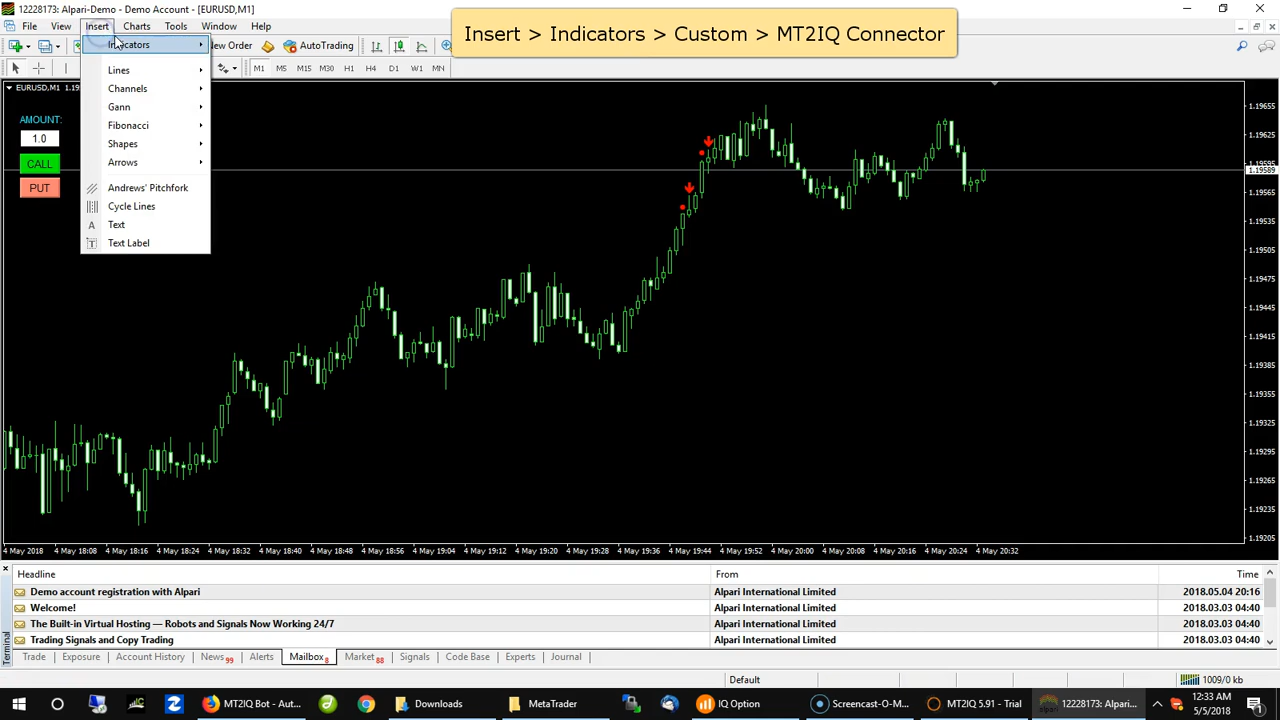 12228173: Alpari-Demo - Demo Account - [EURUSD,M1]
File View Insert Charts Tools Window Help
Insert > Indicators > Custom > MT2IQ Connector
New Order AutoTrading
M1 M5 M15 M30 H1 H4 D1 W1 MN
Indicators
Lines
Channels
Gann
Fibonacci
Shapes
Arrows
Andrews' Pitchfork
Cycle Lines
Text
Text Label
EURUSD,M1 1.19
AMOUNT:
1.0
CALL
PUT
1.19655
1.19625
1.19595
1.19589
1.19565
1.19535
1.19505
1.19475
1.19445
1.19415
1.19385
1.19355
1.19325
1.19295
1.19265
1.19235
1.19205
4 May 2018 4 May 18:08 4 May 18:16 4 May 18:24 4 May 18:32 4 May 18:40 4 May 18:48 4 May 18:56 4 May 19:04 4 May 19:12 4 May 19:20 4 May 19:28 4 May 19:36 4 May 19:44 4 May 19:52 4 May 20:00 4 May 20:08 4 May 20:16 4 May 20:24 4 May 20:32
Headline From Time
Demo account registration with Alpari Alpari International Limited 2018.05.04 20:16
Welcome! Alpari International Limited 2018.03.03 04:40
The Built-in Virtual Hosting — Robots and Signals Now Working 24/7 Alpari International Limited 2018.03.03 04:40
Trading Signals and Copy Trading Alpari International Limited 2018.03.03 04:40
Terminal
Trade Exposure Account History News 99 Alerts Mailbox 8 Market 88 Signals Code Base Experts Journal
Default 1009/0 kb
MT2IQ Bot - Aut... Downloads MetaTrader IQ Option Screencast-O-M... MT2IQ 5.91 - Trial 12228173: Alpari... 12:33 AM
5/5/2018